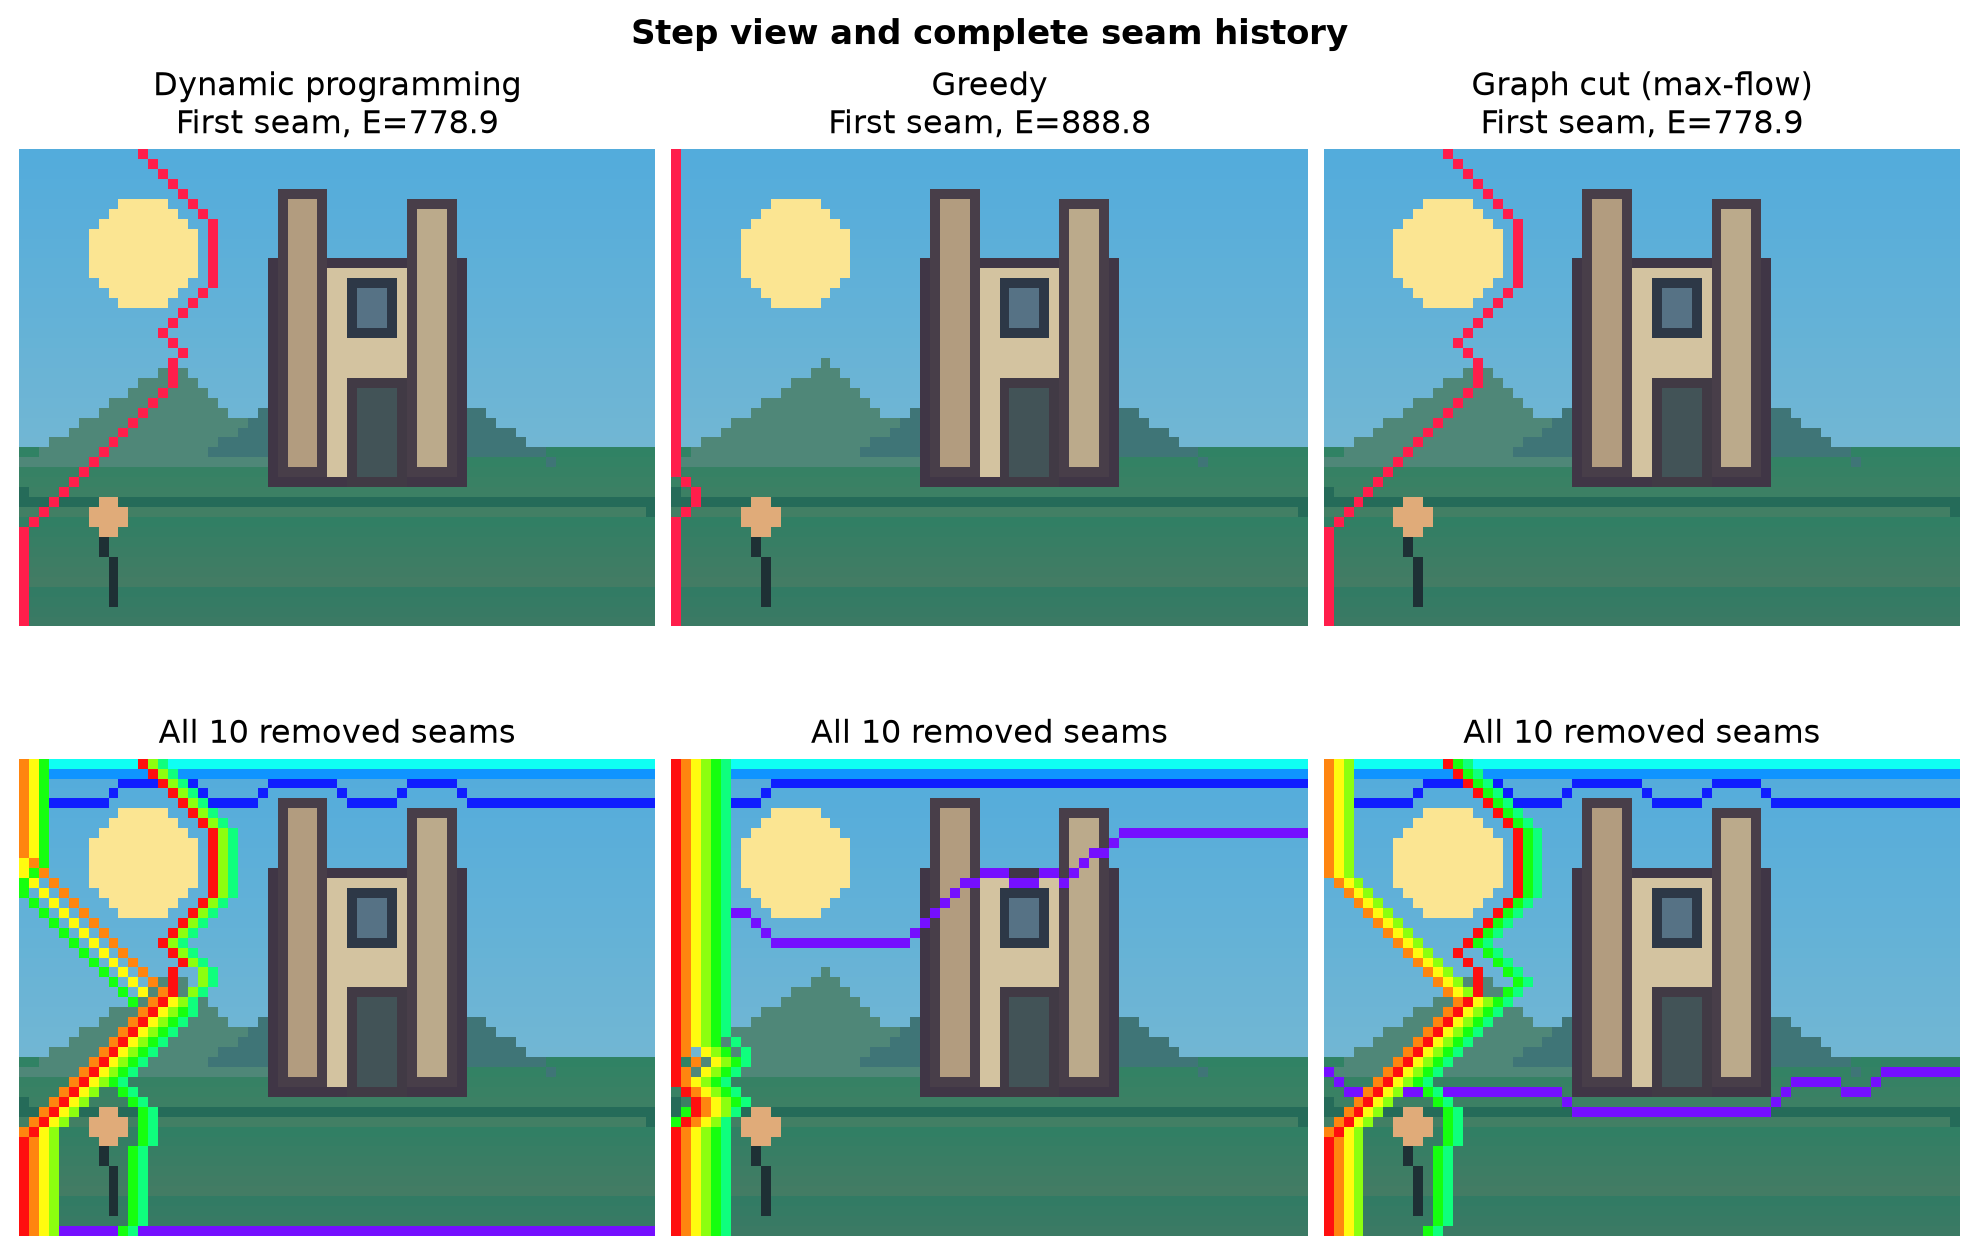 Step view and complete seam history
Dynamic programming
First seam, E=778.9
Greedy
First seam, E=888.8
Graph cut (max-flow)
First seam, E=778.9
All 10 removed seams
All 10 removed seams
All 10 removed seams